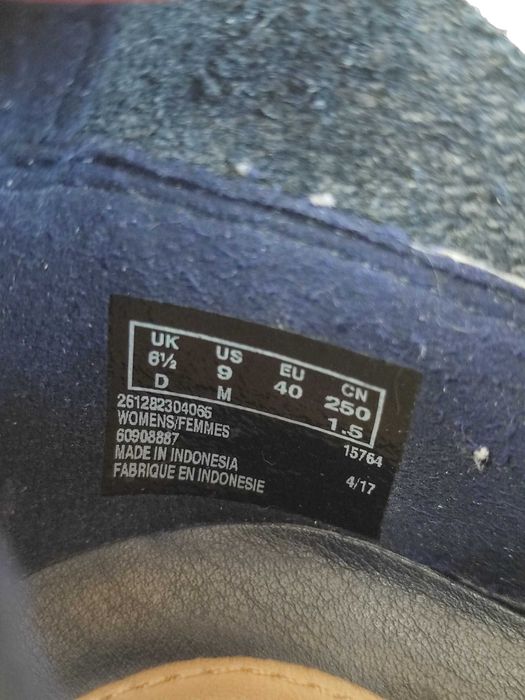 UK US EU CN
6½ 9 40 250
D M 1.5
261282304066
WOMENS/FEMMES
60908887 15764
MADE IN INDONESIA
FABRIQUE EN INDONESIE 4/17